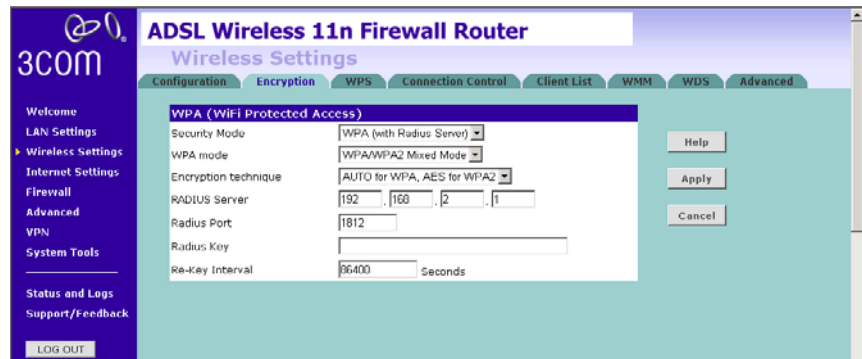 3COM
ADSL Wireless 11n Firewall Router
Wireless Settings
Configuration Encryption WPS Connection Control Client List WMM WDS Advanced
Welcome
LAN Settings
Wireless Settings
Internet Settings
Firewall
Advanced
VPN
System Tools
Status and Logs
Support/Feedback
LOG OUT
WPA (WiFi Protected Access)
Security Mode WPA (with Radius Server)
WPA mode WPA/WPA2 Mixed Mode
Encryption technique AUTO for WPA, AES for WPA2
RADIUS Server 192 . 168 . 2 . 1
Radius Port 1812
Radius Key
Re-Key Interval 86400 Seconds
Help
Apply
Cancel